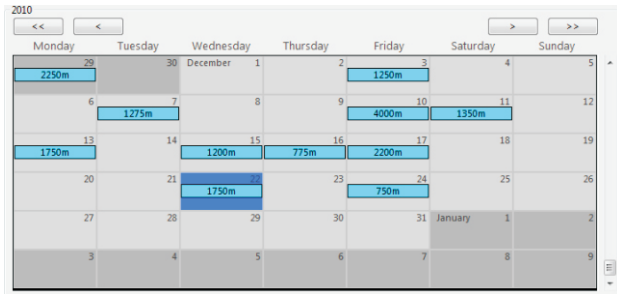 2010
<< < > >>
Monday Tuesday Wednesday Thursday Friday Saturday Sunday
29 30 December 1 2 3 4 5
2250m 1250m
6 7 8 9 10 11 12
1275m 4000m 1350m
13 14 15 16 17 18 19
1750m 1200m 775m 2200m
20 21 22 23 24 25 26
1750m 750m
27 28 29 30 31 January 1 2
3 4 5 6 7 8 9